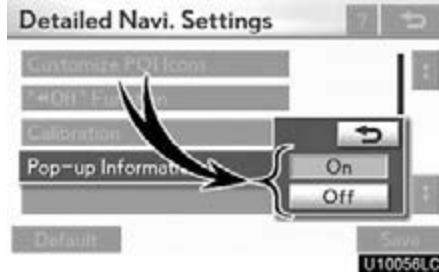 Detailed Navi. Settings ?
Customize POI Icons
"◄Off" Function
Calibration
Pop-up Informati
On
Off
Default
Save
U10056LC